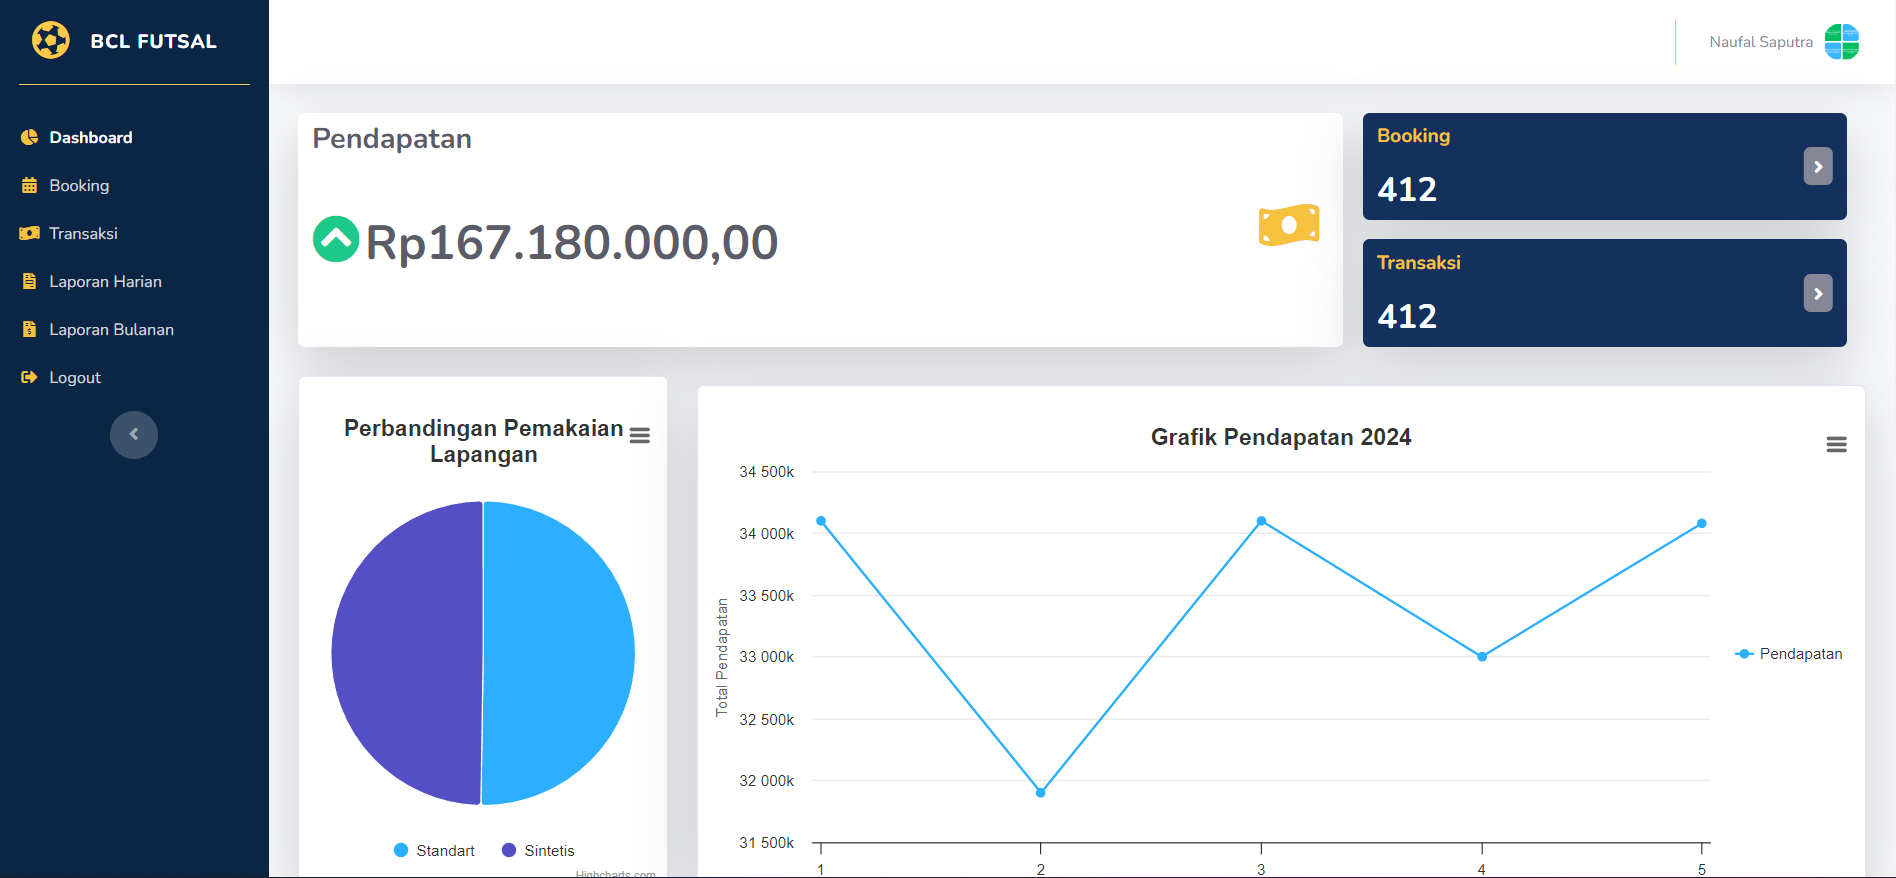 BCL FUTSAL
Dashboard
Booking
Transaksi
Laporan Harian
Laporan Bulanan
Logout
Naufal Saputra
Pendapatan
Rp167.180.000,00
Booking
412
Transaksi
412
Perbandingan Pemakaian
Lapangan
Standart
Sintetis
Highcharts.com
Grafik Pendapatan 2024
Total Pendapatan
34 500k
34 000k
33 500k
33 000k
32 500k
32 000k
31 500k
1 2 3 4 5
Pendapatan